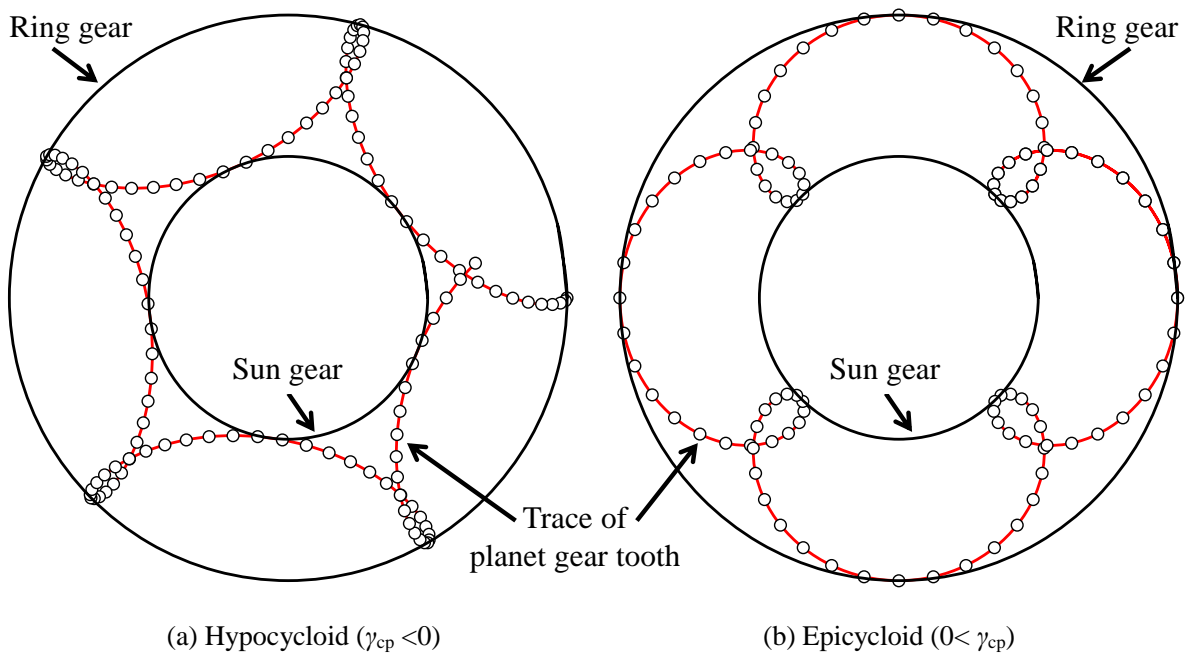 Ring gear
Ring gear
Sun gear
Sun gear
Trace of
planet gear tooth
(a) Hypocycloid (γcp <0)
(b) Epicycloid (0< γcp)